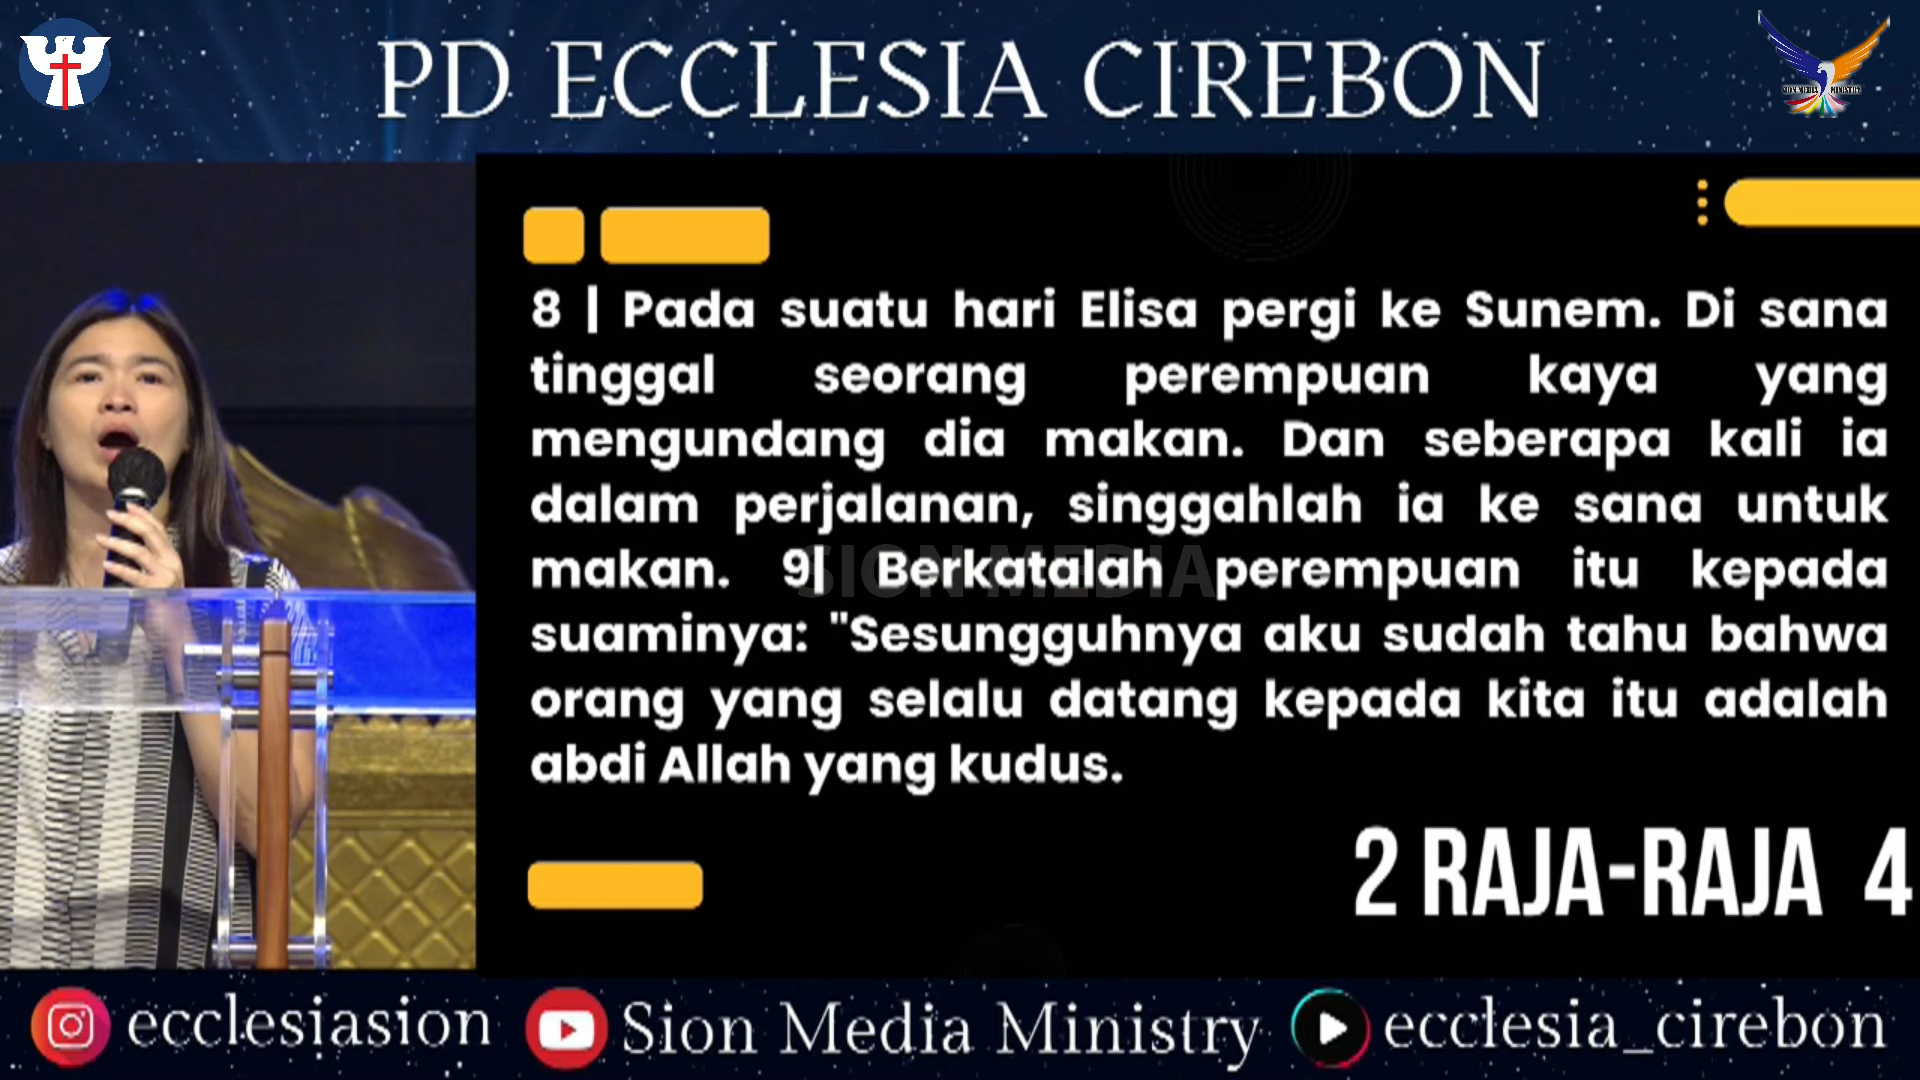 PD ECCLESIA CIREBON
SION MEDIA MINISTRY
8 | Pada suatu hari Elisa pergi ke Sunem. Di sana
tinggal seorang perempuan kaya yang
mengundang dia makan. Dan seberapa kali ia
dalam perjalanan, singgahlah ia ke sana untuk
makan. 9| Berkatalah perempuan itu kepada
suaminya: "Sesungguhnya aku sudah tahu bahwa
orang yang selalu datang kepada kita itu adalah
abdi Allah yang kudus.
SION MEDIA
2 RAJA-RAJA 4
ecclesiasion
Sion Media Ministry
ecclesia_cirebon